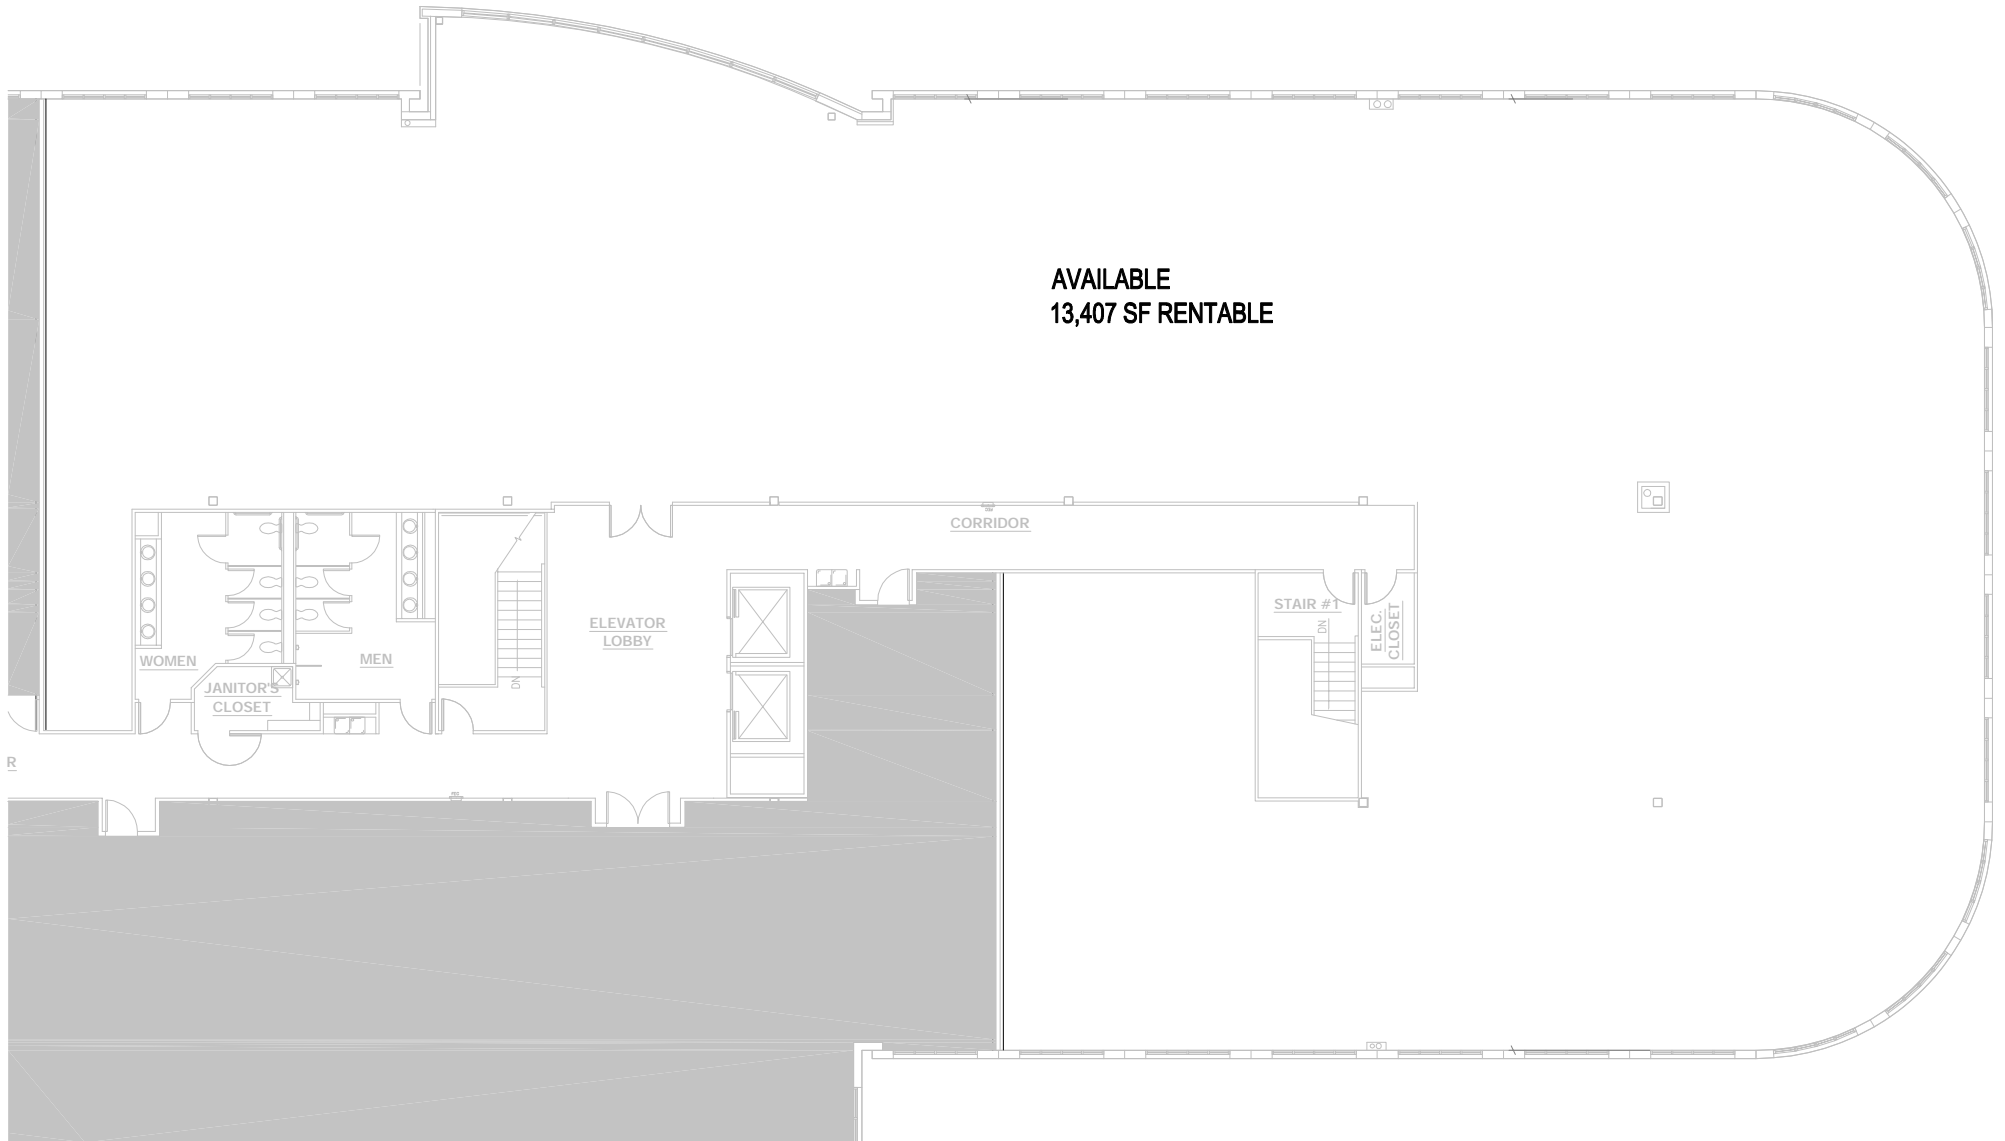 AVAILABLE
13,407 SF RENTABLE
CORRIDOR
STAIR #1
DN
ELEC.
CLOSET
ELEVATOR
LOBBY
WOMEN
MEN
JANITOR'S
CLOSET
DN
R